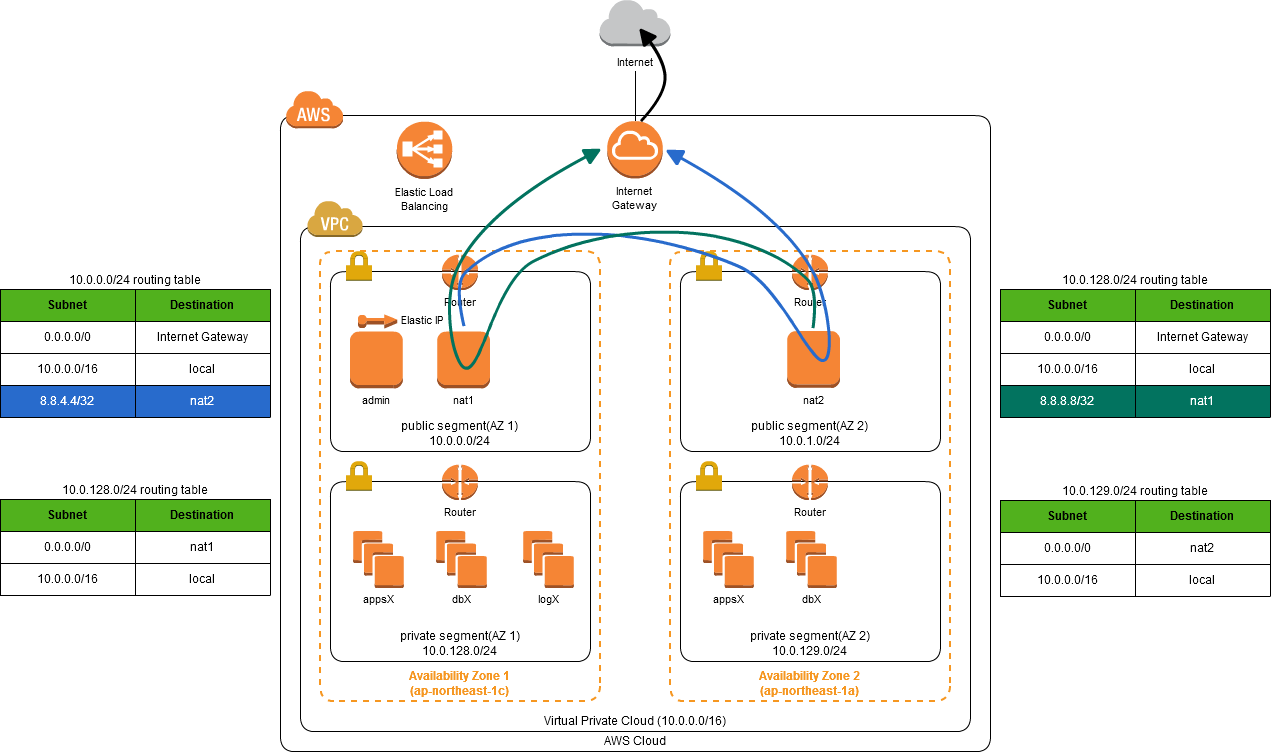 Internet
AWS
Elastic Load
Balancing
Internet
Gateway
VPC
10.0.0.0/24 routing table
Subnet Destination
0.0.0.0/0 Internet Gateway
10.0.0.0/16 local
8.8.4.4/32 nat2
10.0.128.0/24 routing table
Subnet Destination
0.0.0.0/0 nat1
10.0.0.0/16 local
Router
Elastic IP
admin
nat1
public segment(AZ 1)
10.0.0.0/24
Router
appsX
dbX
logX
private segment(AZ 1)
10.0.128.0/24
Availability Zone 1
(ap-northeast-1c)
Router
nat2
public segment(AZ 2)
10.0.1.0/24
Router
appsX
dbX
private segment(AZ 2)
10.0.129.0/24
Availability Zone 2
(ap-northeast-1a)
10.0.128.0/24 routing table
Subnet Destination
0.0.0.0/0 Internet Gateway
10.0.0.0/16 local
8.8.8.8/32 nat1
10.0.129.0/24 routing table
Subnet Destination
0.0.0.0/0 nat2
10.0.0.0/16 local
Virtual Private Cloud (10.0.0.0/16)
AWS Cloud